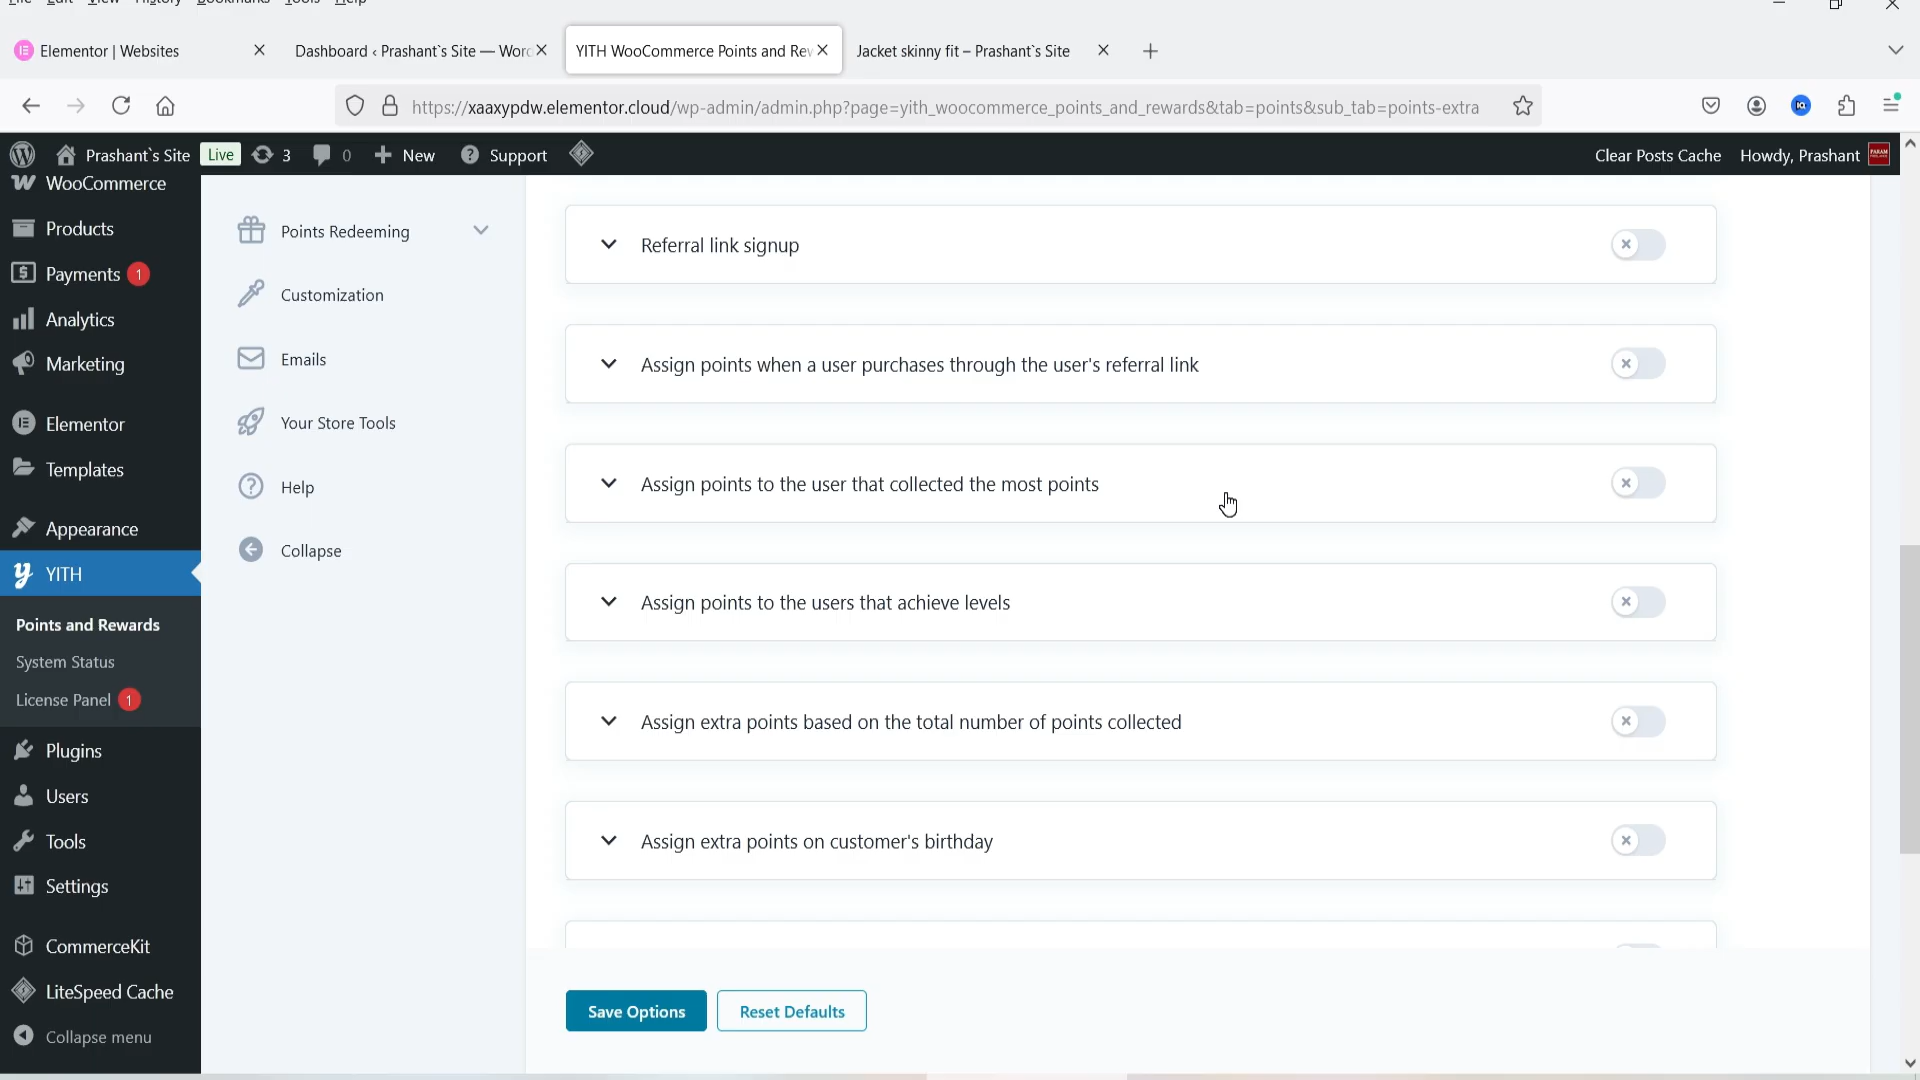 Elementor | Websites
Dashboard ‹ Prashant`s Site — Word
YITH WooCommerce Points and Rew
Jacket skinny fit – Prashant`s Site
https://xaaxypdw.elementor.cloud/wp-admin/admin.php?page=yith_woocommerce_points_and_rewards&tab=points&sub_tab=points-extra
Prashant`s Site
Live
3
0
New
Support
Clear Posts Cache
Howdy, Prashant
WooCommerce
Products
Payments 1
Analytics
Marketing
Elementor
Templates
Appearance
YITH
Points and Rewards
System Status
License Panel 1
Plugins
Users
Tools
Settings
CommerceKit
LiteSpeed Cache
Collapse menu
Points Redeeming
Customization
Emails
Your Store Tools
Help
Collapse
Referral link signup
Assign points when a user purchases through the user's referral link
Assign points to the user that collected the most points
Assign points to the users that achieve levels
Assign extra points based on the total number of points collected
Assign extra points on customer's birthday
Save Options
Reset Defaults